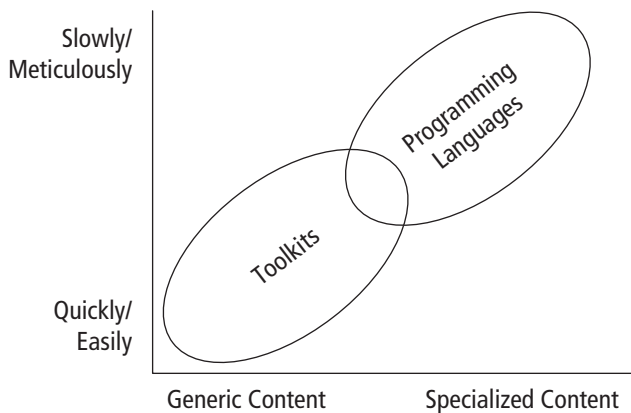 Slowly/
Meticulously
Programming
Languages
Toolkits
Quickly/
Easily
Generic Content
Specialized Content